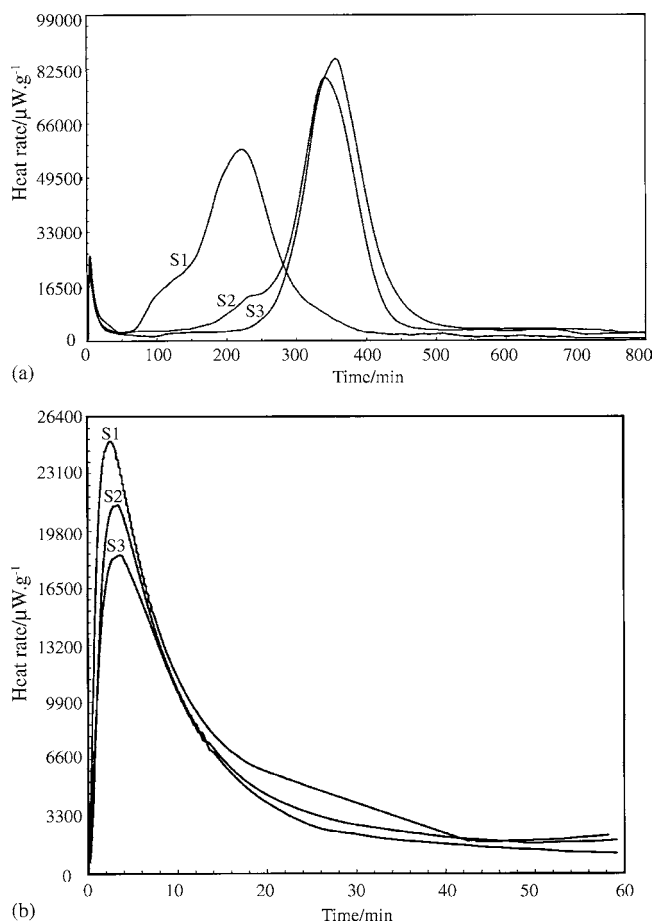 99000
82500
66000
49500
33000
16500
0
Heat rate/μW.g⁻¹
S1
S2
S3
0 100 200 300 400 500 600 700 800
Time/min
(a)
26400
23100
19800
16500
13200
9900
6600
3300
0
Heat rate/μW.g⁻¹
S1
S2
S3
0 10 20 30 40 50 60
Time/min
(b)